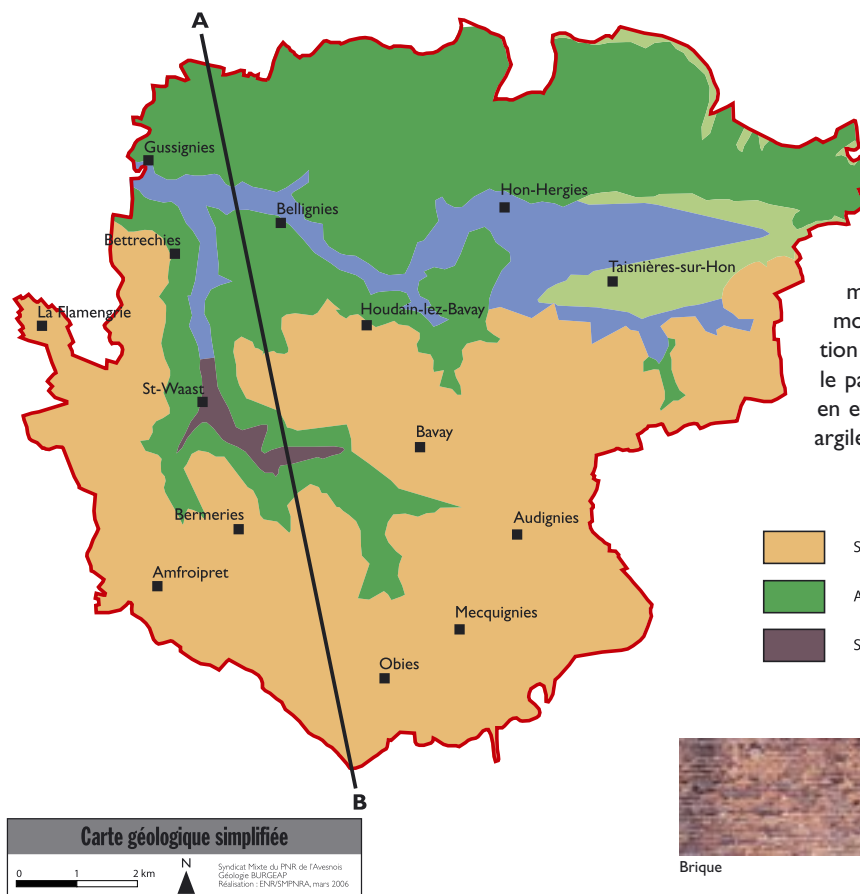 A
Gussignies
Hon-Hergies
Bellignies
Bettrechies
Taisnières-sur-Hon
La Flamengrie
Houdain-lez-Bavay
m
mo
tion
le pa
en e
argile
St-Waast
Bavay
Bermeries
Audignies
Amfroipret
Mecquignies
Obies
S
A
S
B
Carte géologique simplifiée
0 1 2 km
N
Syndicat Mixte du PNR de l'Avesnois
Géologie BURGEAP
Réalisation : ENR/SMPNRA, mars 2006
Brique